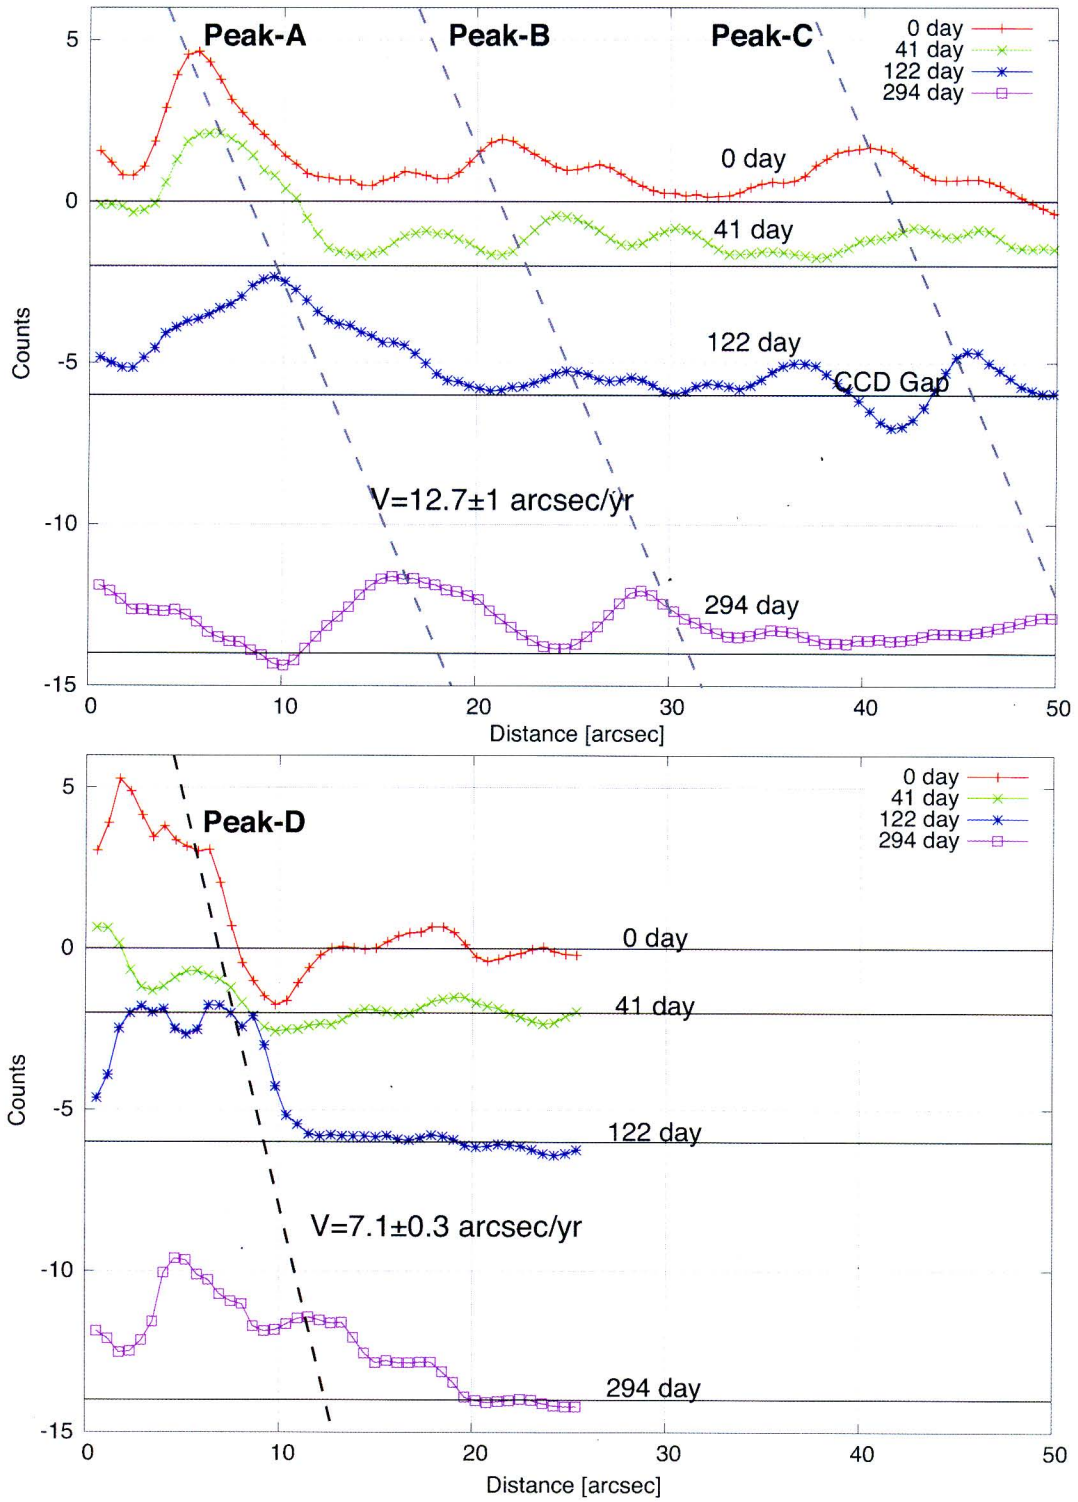 Peak-A Peak-B Peak-C 0 day
41 day
122 day
294 day
5
0 day
0
41 day
122 day
-5
CCD Gap
Counts
V=12.7±1 arcsec/yr
-10
294 day
-15
0 10 20 30 40 50
Distance [arcsec]
0 day
41 day
122 day
294 day
5
Peak-D
0 day
0
41 day
Counts
-5
122 day
V=7.1±0.3 arcsec/yr
-10
294 day
-15
0 10 20 30 40 50
Distance [arcsec]